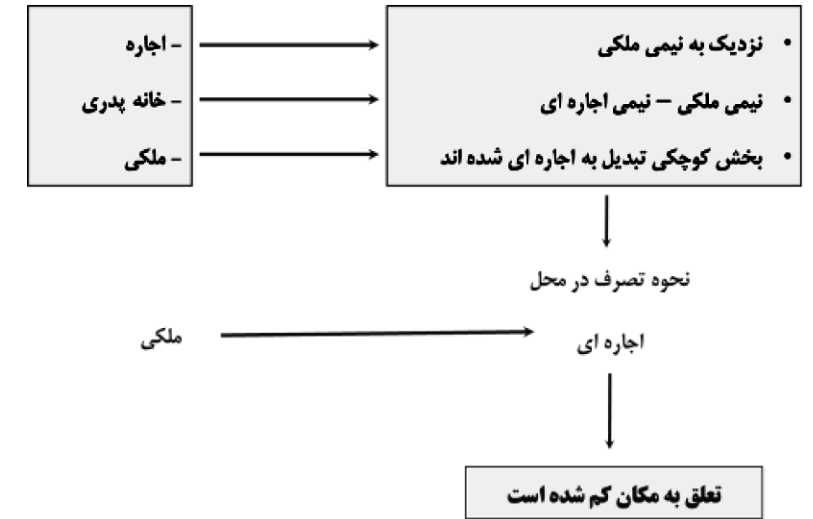 - اجاره
- خانه پدری
- ملکی
• نزدیک به نیمی ملکی
• نیمی ملکی – نیمی اجاره ای
• بخش کوچکی تبدیل به اجاره ای شده اند
نحوه تصرف در محل
ملکی
اجاره ای
تعلق به مکان کم شده است